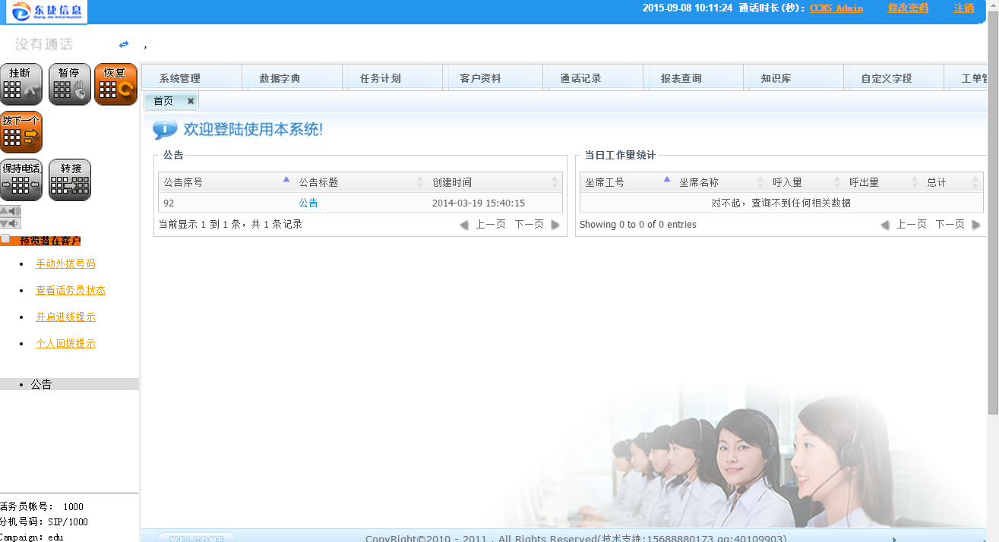 东捷信息
Dong Jie Information
2015-09-08 10:11:24 通话时长(秒): CCMS Admin 修改密码 注销
没有通话 ,
挂断 暂停 恢复
拨下一个
保持电话 转接
预览潜在客户
手动外拨号码
查看话务员状态
开启进线提示
个人回拨提示
公告
话务员帐号: 1000
分机号码: SIP/1000
Campaign: edu
系统管理 数据字典 任务计划 客户资料 通话记录 报表查询 知识库 自定义字段 工单管
首页
欢迎登陆使用本系统!
公告
公告序号 公告标题 创建时间
92 公告 2014-03-19 15:40:15
当前显示 1 到 1 条，共 1 条记录 上一页 下一页
当日工作量统计
坐席工号 坐席名称 呼入量 呼出量 总计
对不起，查询不到任何相关数据
Showing 0 to 0 of 0 entries 上一页 下一页
WELCOME
CopyRight©2010 - 2011 . All Rights Reserved(技术支持:15688880173 qq:40109903)